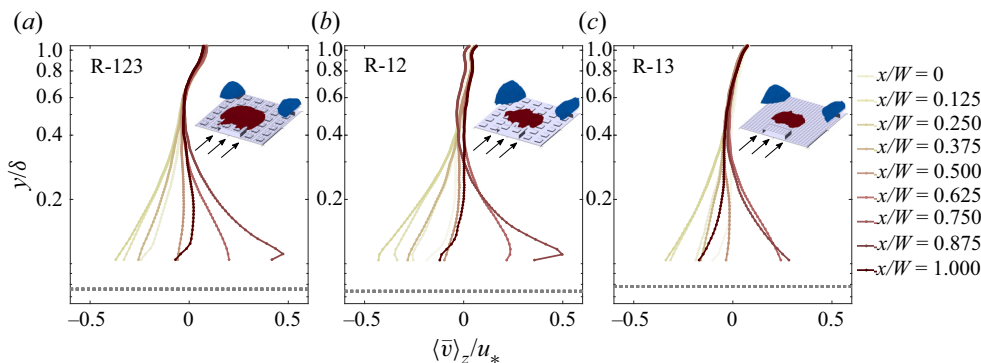 (a)
(b)
(c)
1.0
0.8
0.6
0.4
0.2
y/δ
R-123
–0.5
0
0.5
1.0
0.8
0.6
0.4
0.2
R-12
–0.5
0
0.5
1.0
0.8
0.6
0.4
0.2
R-13
–0.5
0
0.5
⟨v̅⟩z/u*
x/W = 0
x/W = 0.125
x/W = 0.250
x/W = 0.375
x/W = 0.500
x/W = 0.625
x/W = 0.750
x/W = 0.875
x/W = 1.000